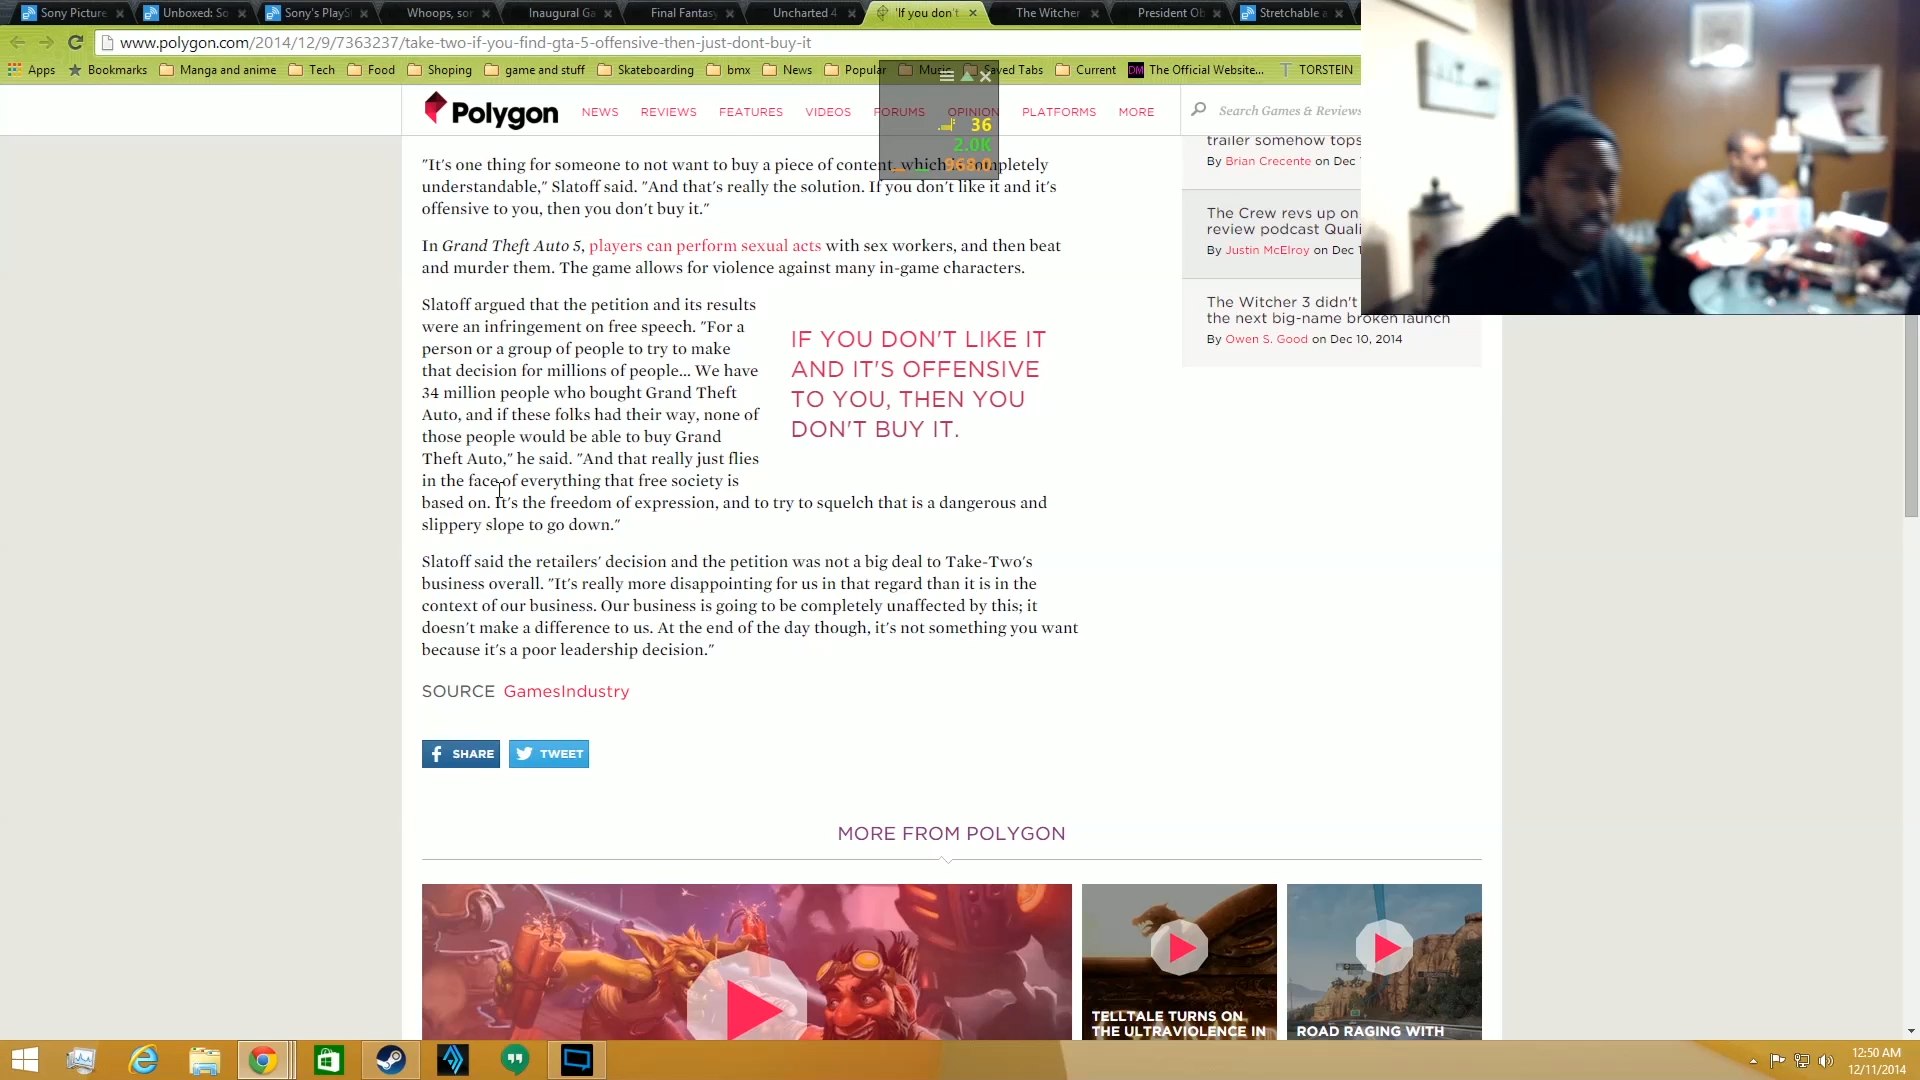 Sony Picture
Unboxed: So
Sony's PlayS
Whoops, sor
Inaugural Ga
Final Fantasy
Uncharted 4
'If you don't
The Witcher
President Ob
Stretchable a
www.polygon.com/2014/12/9/7363237/take-two-if-you-find-gta-5-offensive-then-just-dont-buy-it
Apps
Bookmarks
Manga and anime
Tech
Food
Shoping
game and stuff
Skateboarding
bmx
News
Popular
Music
Saved Tabs
Current
DM
The Official Website...
TORSTEIN
Polygon
NEWS
REVIEWS
FEATURES
VIDEOS
FORUMS
OPINION
PLATFORMS
MORE
Search Games & Reviews
36
2.0K
968.0
"It's one thing for someone to not want to buy a piece of content, which is completely
understandable," Slatoff said. "And that's really the solution. If you don't like it and it's
offensive to you, then you don't buy it."
In Grand Theft Auto 5, players can perform sexual acts with sex workers, and then beat
and murder them. The game allows for violence against many in-game characters.
Slatoff argued that the petition and its results
were an infringement on free speech. "For a
person or a group of people to try to make
that decision for millions of people... We have
34 million people who bought Grand Theft
Auto, and if these folks had their way, none of
those people would be able to buy Grand
Theft Auto," he said. "And that really just flies
in the face of everything that free society is
based on. It's the freedom of expression, and to try to squelch that is a dangerous and
slippery slope to go down."
IF YOU DON'T LIKE IT
AND IT'S OFFENSIVE
TO YOU, THEN YOU
DON'T BUY IT.
Slatoff said the retailers' decision and the petition was not a big deal to Take-Two's
business overall. "It's really more disappointing for us in that regard than it is in the
context of our business. Our business is going to be completely unaffected by this; it
doesn't make a difference to us. At the end of the day though, it's not something you want
because it's a poor leadership decision."
SOURCE GamesIndustry
SHARE
TWEET
trailer somehow tops
By Brian Crecente on Dec
The Crew revs up on
review podcast Quali
By Justin McElroy on Dec 1
The Witcher 3 didn't
the next big-name broken launch
By Owen S. Good on Dec 10, 2014
MORE FROM POLYGON
TELLTALE TURNS ON
THE ULTRAVIOLENCE IN
ROAD RAGING WITH
12:50 AM
12/11/2014